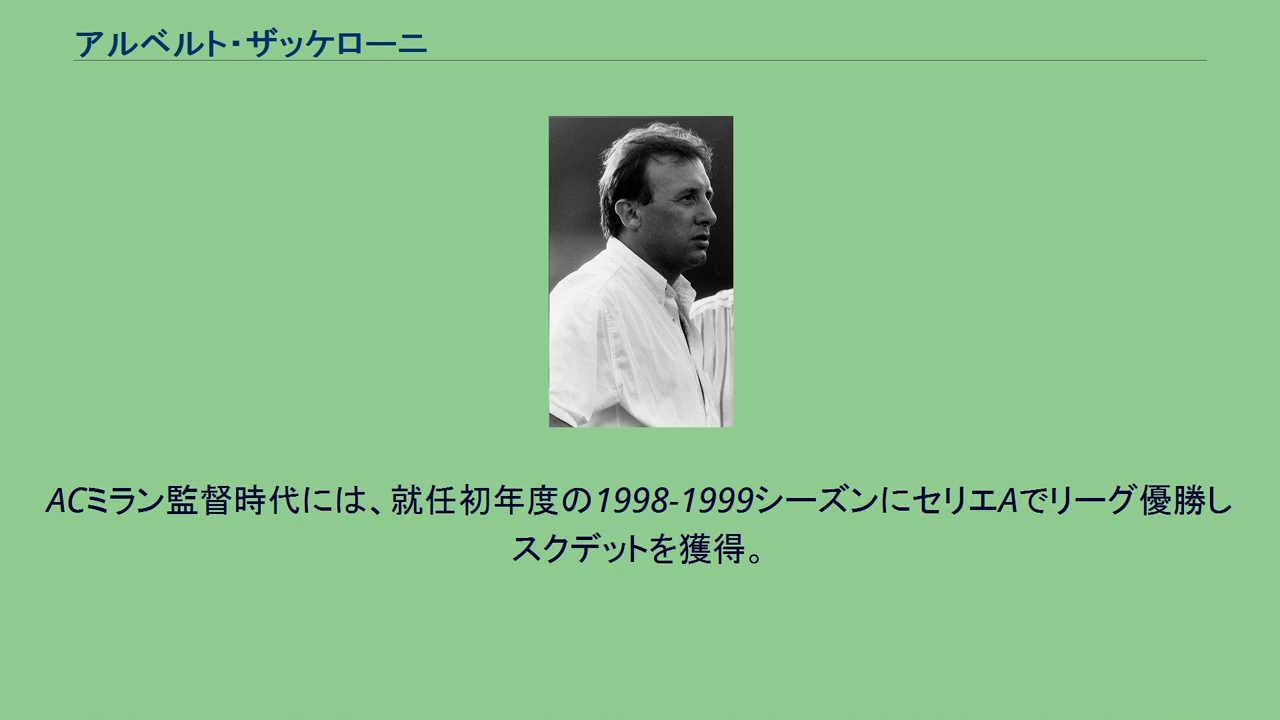 アルベルト・ザッケローニ
ACミラン監督時代には、就任初年度の1998-1999シーズンにセリエAでリーグ優勝し
スクデットを獲得。